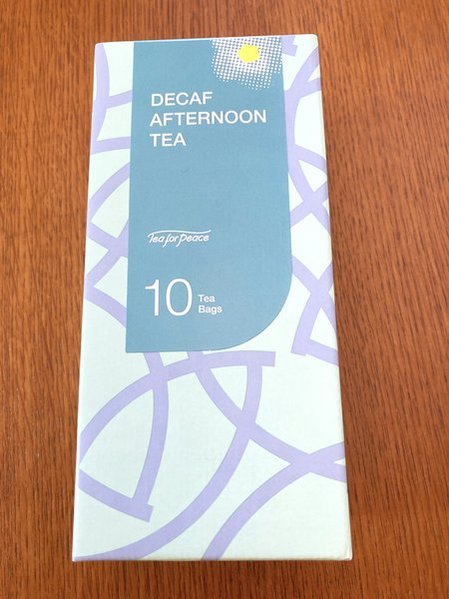 DECAF
AFTERNOON
TEA
Tea for Peace
10 Tea
Bags